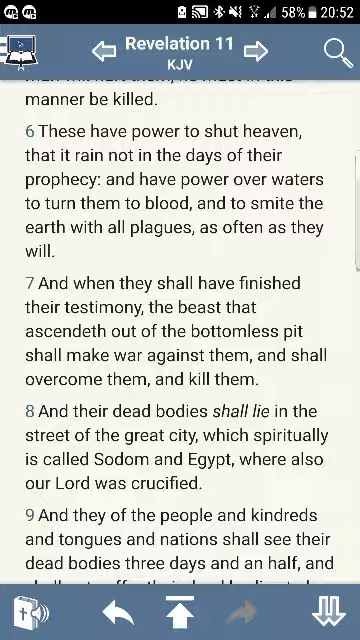 58% 20:52
Revelation 11
KJV
manner be killed.
6 These have power to shut heaven,
that it rain not in the days of their
prophecy: and have power over waters
to turn them to blood, and to smite the
earth with all plagues, as often as they
will.
7 And when they shall have finished
their testimony, the beast that
ascendeth out of the bottomless pit
shall make war against them, and shall
overcome them, and kill them.
8 And their dead bodies shall lie in the
street of the great city, which spiritually
is called Sodom and Egypt, where also
our Lord was crucified.
9 And they of the people and kindreds
and tongues and nations shall see their
dead bodies three days and an half, and